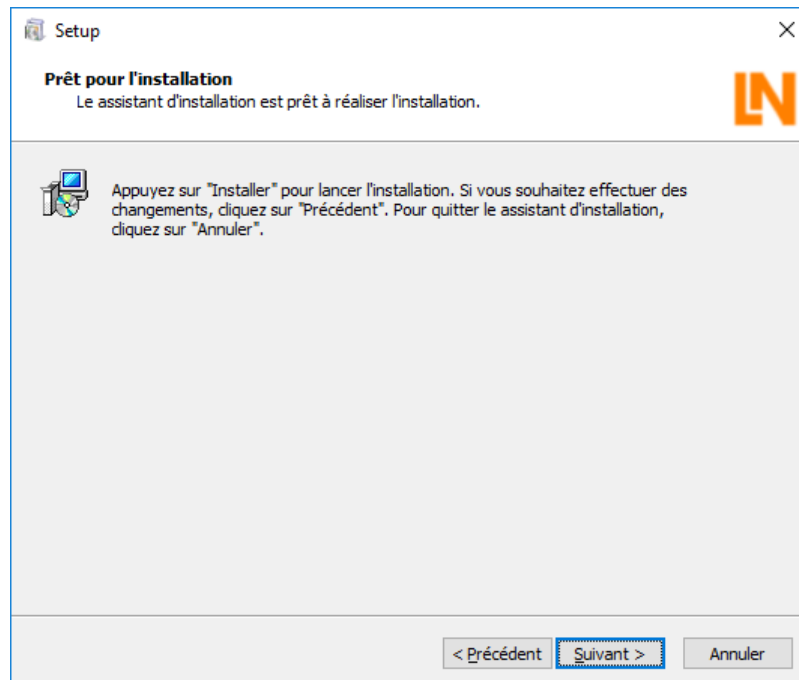 Setup
Prêt pour l'installation
Le assistant d'installation est prêt à réaliser l'installation.
LN
Appuyez sur "Installer" pour lancer l'installation. Si vous souhaitez effectuer des
changements, cliquez sur "Précédent". Pour quitter le assistant d'installation,
cliquez sur "Annuler".
< Précédent
Suivant >
Annuler